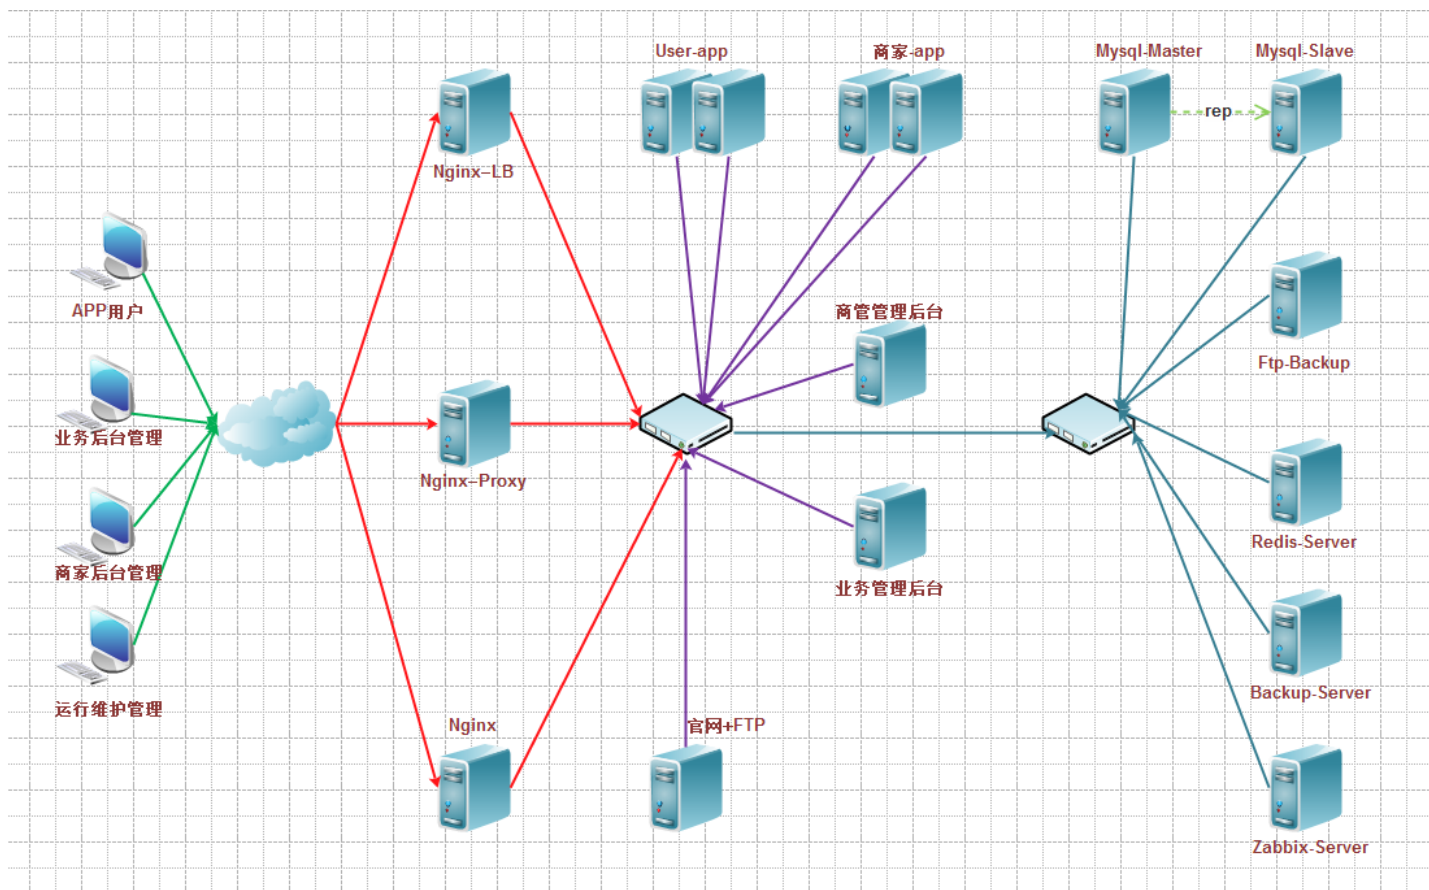 User-app
商家-app
Mysql-Master
Mysql-Slave
rep
Nginx–LB
APP用户
商管管理后台
Ftp-Backup
业务后台管理
Nginx–Proxy
Redis-Server
商家后台管理
业务管理后台
Backup-Server
运行维护管理
Nginx
官网+FTP
Zabbix-Server